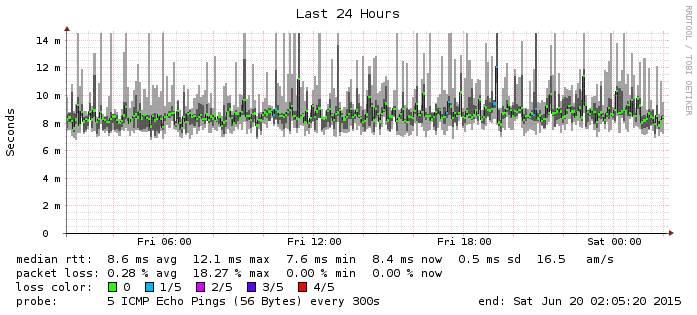 Last 24 Hours
RRDTOOL / TOBI OETIKER
Seconds
14 m
12 m
10 m
8 m
6 m
4 m
2 m
0
Fri 06:00 Fri 12:00 Fri 18:00 Sat 00:00
median rtt: 8.6 ms avg 12.1 ms max 7.6 ms min 8.4 ms now 0.5 ms sd 16.5 am/s
packet loss: 0.28 % avg 18.27 % max 0.00 % min 0.00 % now
loss color: 0 1/5 2/5 3/5 4/5
probe: 5 ICMP Echo Pings (56 Bytes) every 300s end: Sat Jun 20 02:05:20 2015